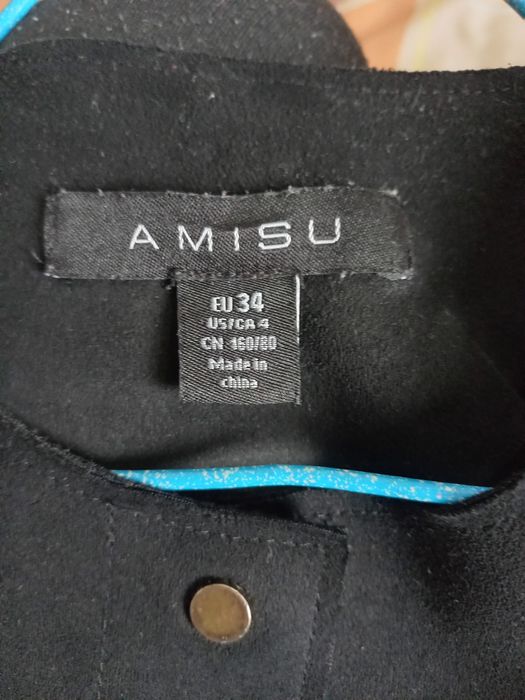 AMISU
EU 34
US/CA 4
CN 160/80
Made in
china